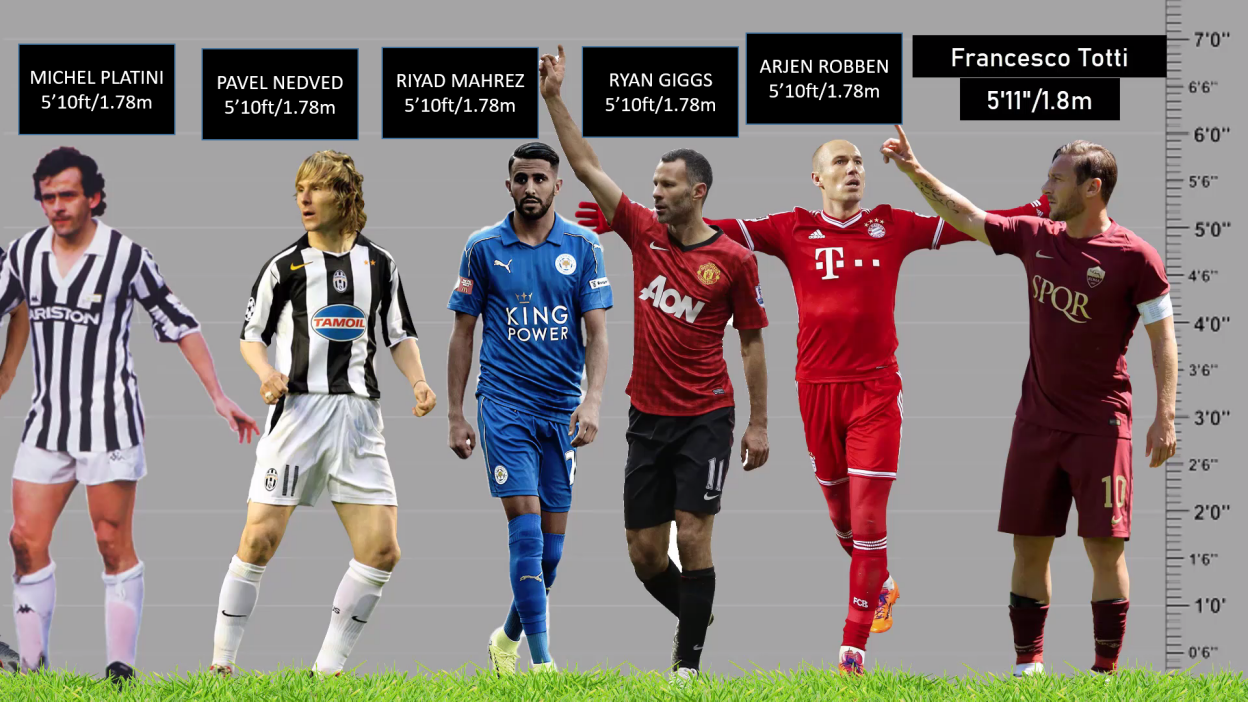 MICHEL PLATINI
5’10ft/1.78m
PAVEL NEDVED
5’10ft/1.78m
RIYAD MAHREZ
5’10ft/1.78m
RYAN GIGGS
5’10ft/1.78m
ARJEN ROBBEN
5’10ft/1.78m
Francesco Totti
5'11"/1.8m
7'0''
6'6''
6'0''
5'6''
5'0''
4'6''
4'0''
3'6''
3'0''
2'6''
2'0''
1'6''
1'0'
0'6''
ARISTON
TAMOIL
11
KING
POWER
7
AON
11
T
FCB
SPQR
10